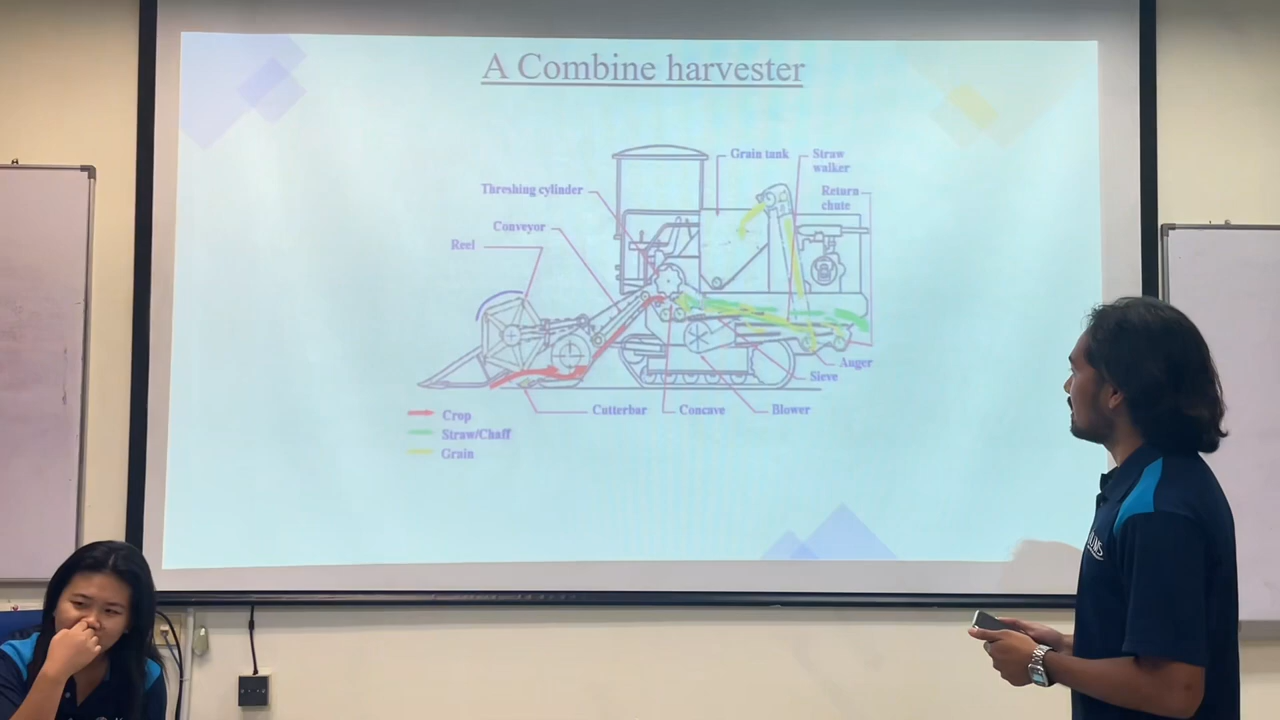 A Combine harvester
Grain tank
Straw
walker
Threshing cylinder
Return
chute
Conveyor
Reel
Anger
Sieve
Cutterbar
Concave
Blower
Crop
Straw/Chaff
Grain